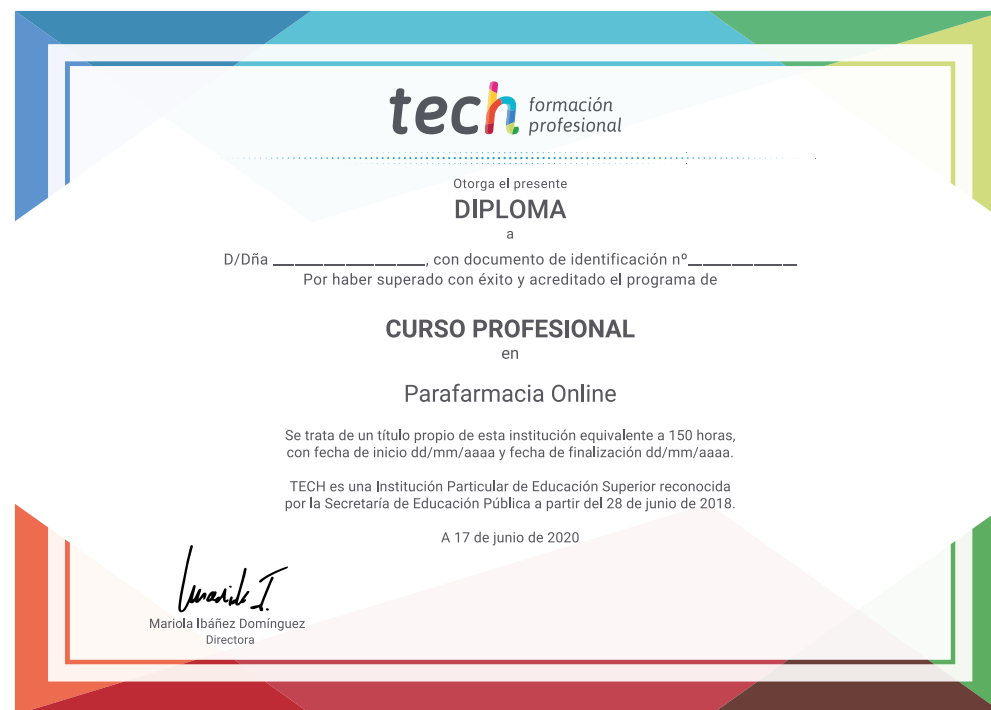 tech formación
profesional
Otorga el presente
DIPLOMA
a
D/Dña ____________________, con documento de identificación nº_______________
Por haber superado con éxito y acreditado el programa de
CURSO PROFESIONAL
en
Parafarmacia Online
Se trata de un título propio de esta institución equivalente a 150 horas,
con fecha de inicio dd/mm/aaaa y fecha de finalización dd/mm/aaaa.
TECH es una Institución Particular de Educación Superior reconocida
por la Secretaría de Educación Pública a partir del 28 de junio de 2018.
A 17 de junio de 2020
Mariola Ibáñez Domínguez
Directora